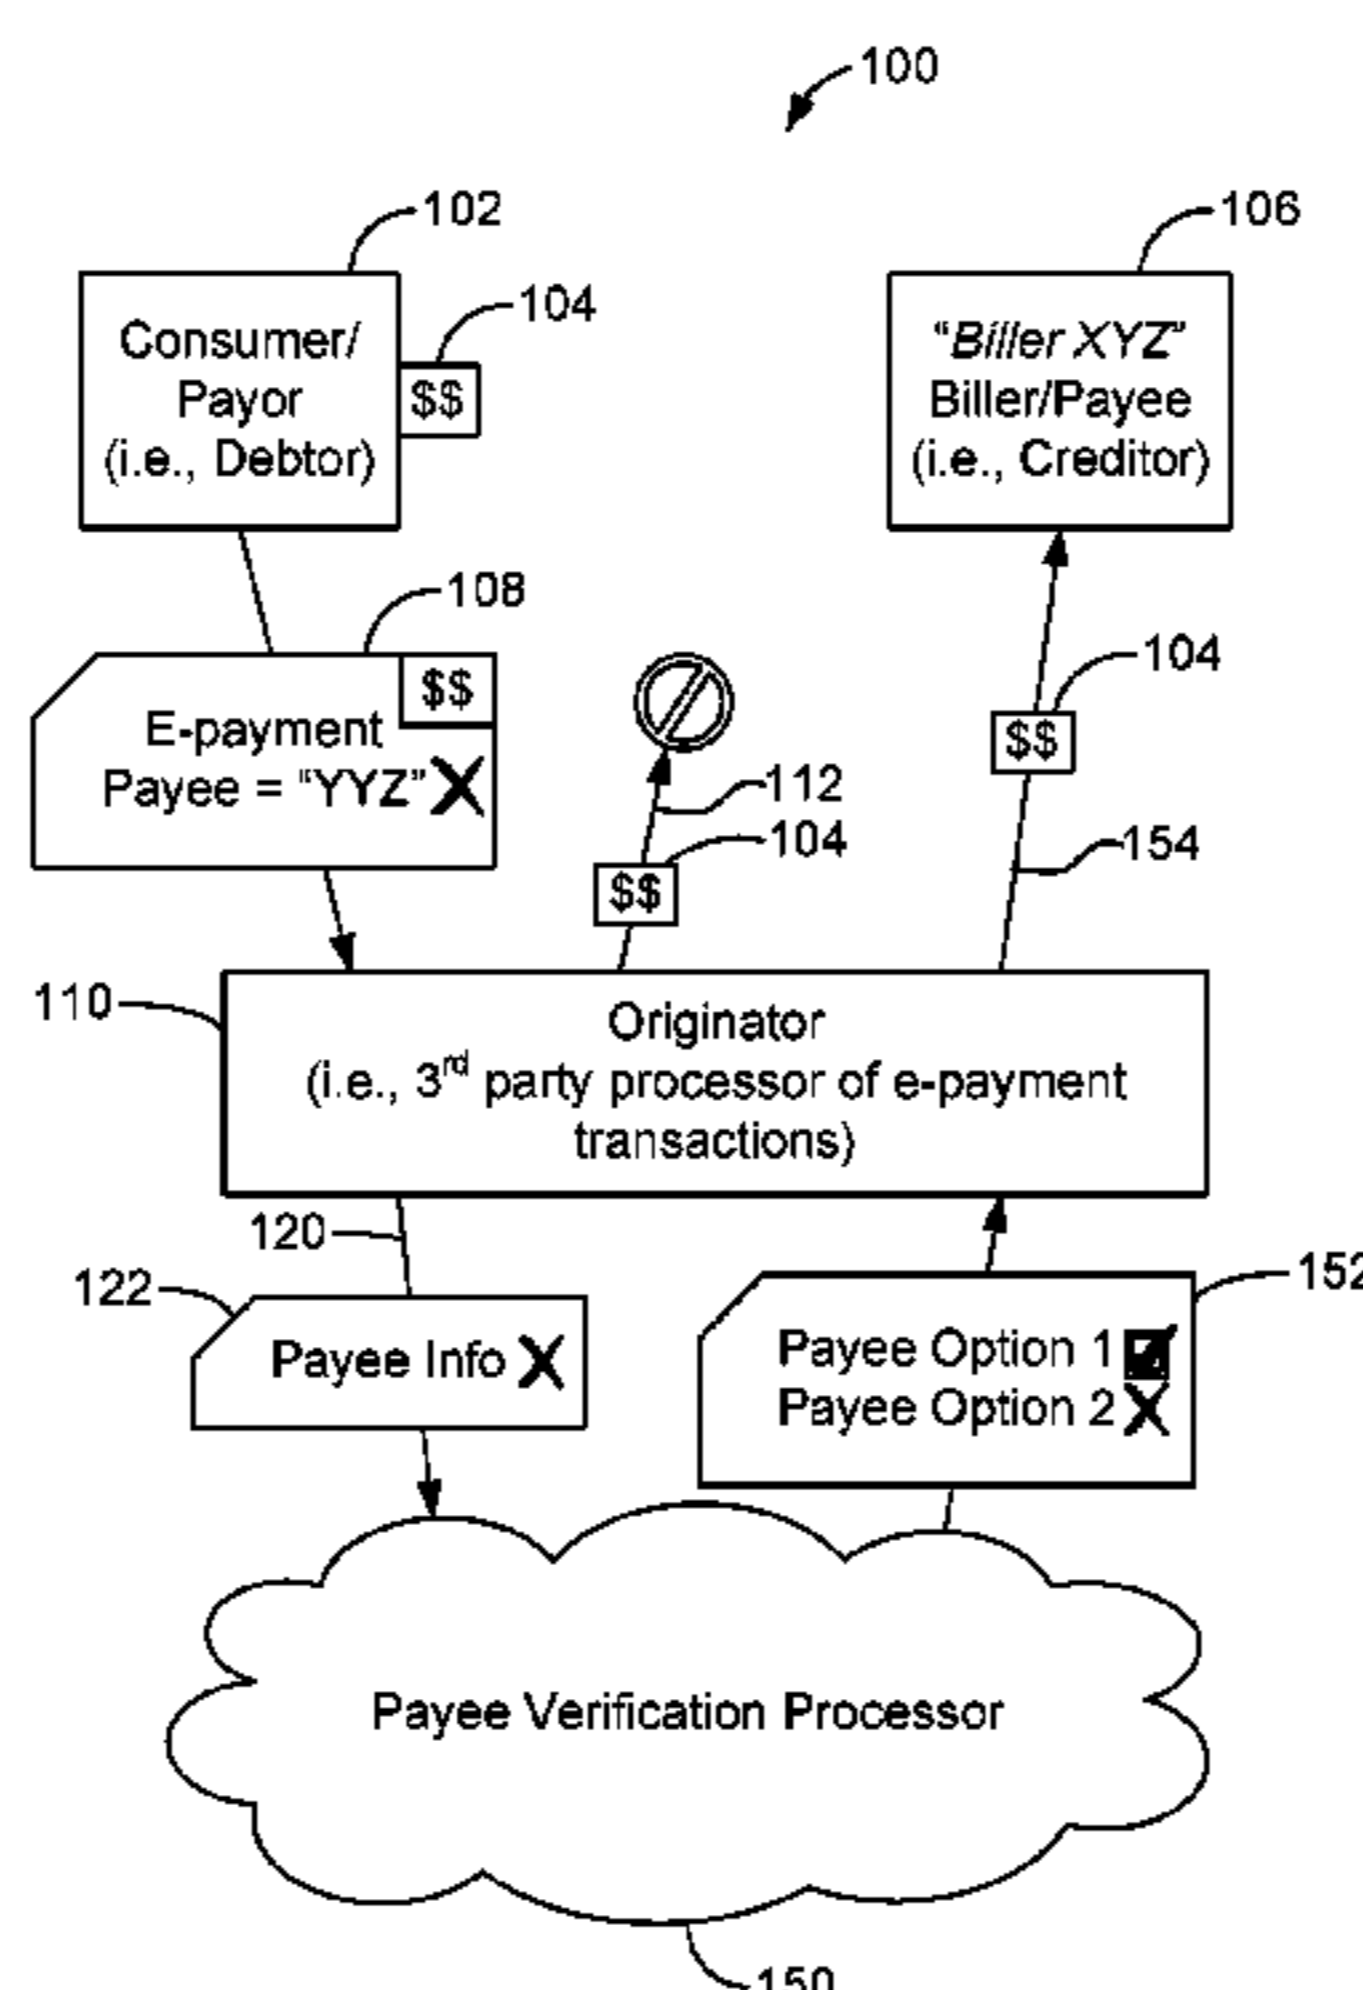 100
102
106
104
Consumer/
Payor
(i.e., Debtor)
$$
“Biller XYZ”
Biller/Payee
(i.e., Creditor)
108
$$
E-payment
Payee = “YYZ”
104
$$
112
104
$$
154
110
Originator
(i.e., 3rd party processor of e-payment
transactions)
120
122
Payee Info
152
Payee Option 1
Payee Option 2
Payee Verification Processor
150